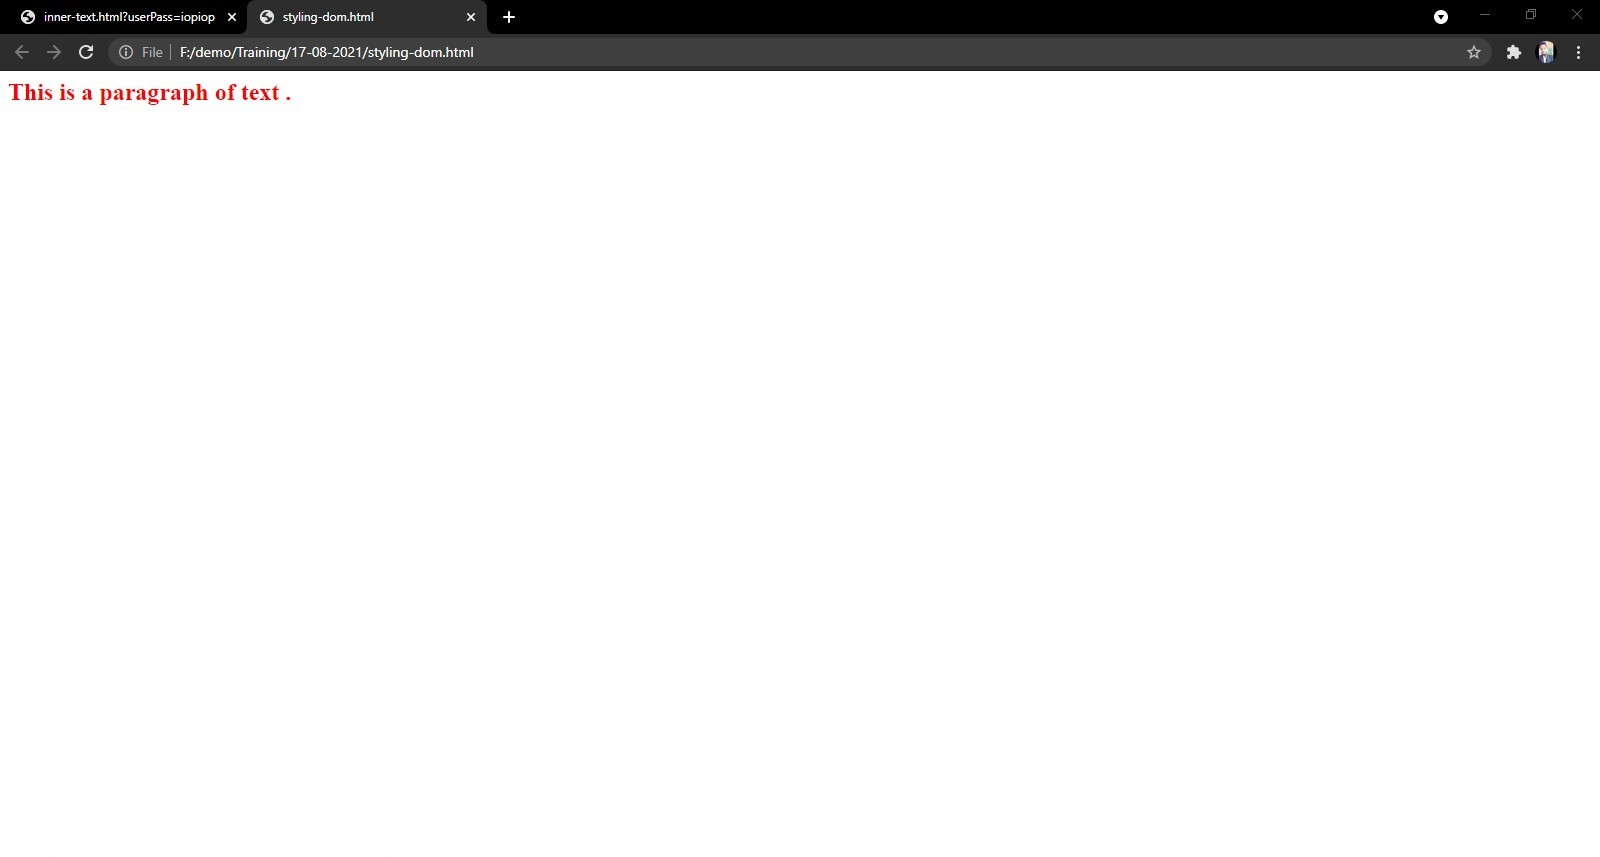 inner-text.html?userPass=iopiop
styling-dom.html
File
F:/demo/Training/17-08-2021/styling-dom.html
This is a paragraph of text .